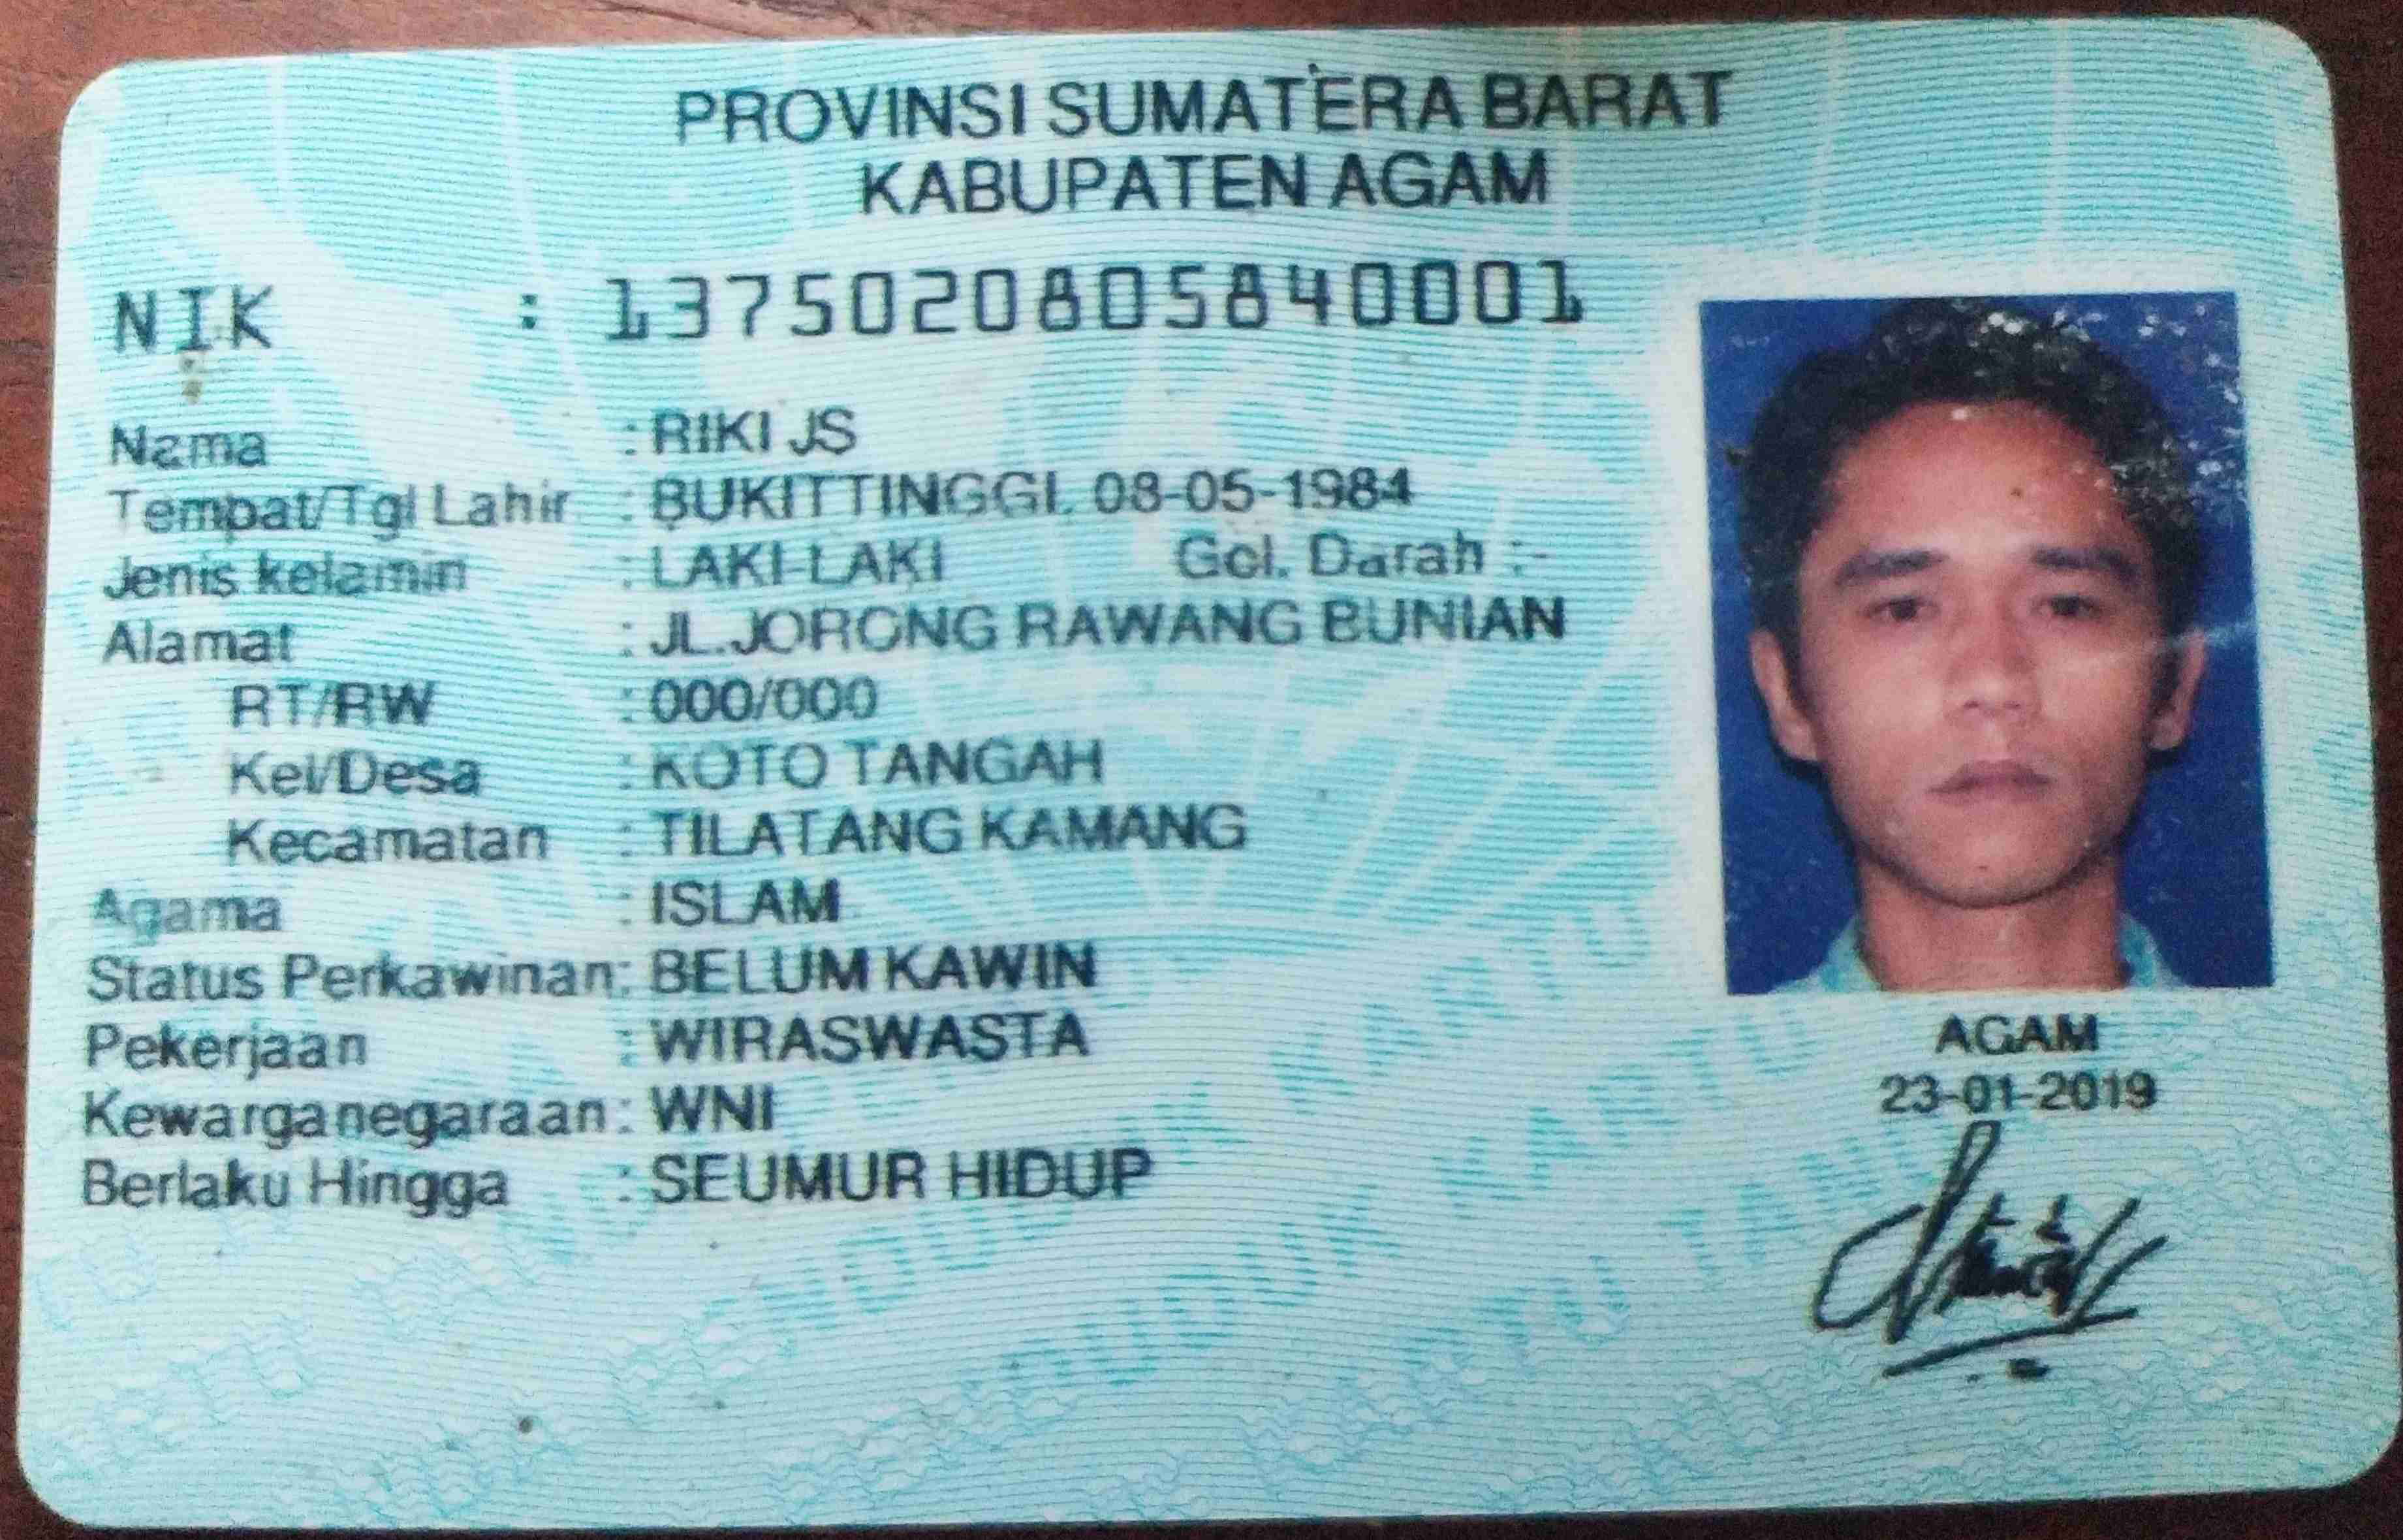 PROVINSI SUMATERA BARAT
KABUPATEN AGAM
NIK : 1375020805840001
Nama : RIKI JS
Tempat/Tgl Lahir : BUKITTINGGI, 08-05-1984
Jenis kelamin : LAKI-LAKI Gol. Darah :-
Alamat : JL.JORONG RAWANG BUNIAN
RT/RW : 000/000
Kel/Desa : KOTO TANGAH
Kecamatan : TILATANG KAMANG
Agama : ISLAM
Status Perkawinan: BELUM KAWIN
Pekerjaan : WIRASWASTA
Kewarganegaraan: WNI
Berlaku Hingga : SEUMUR HIDUP
AGAM
23-01-2019